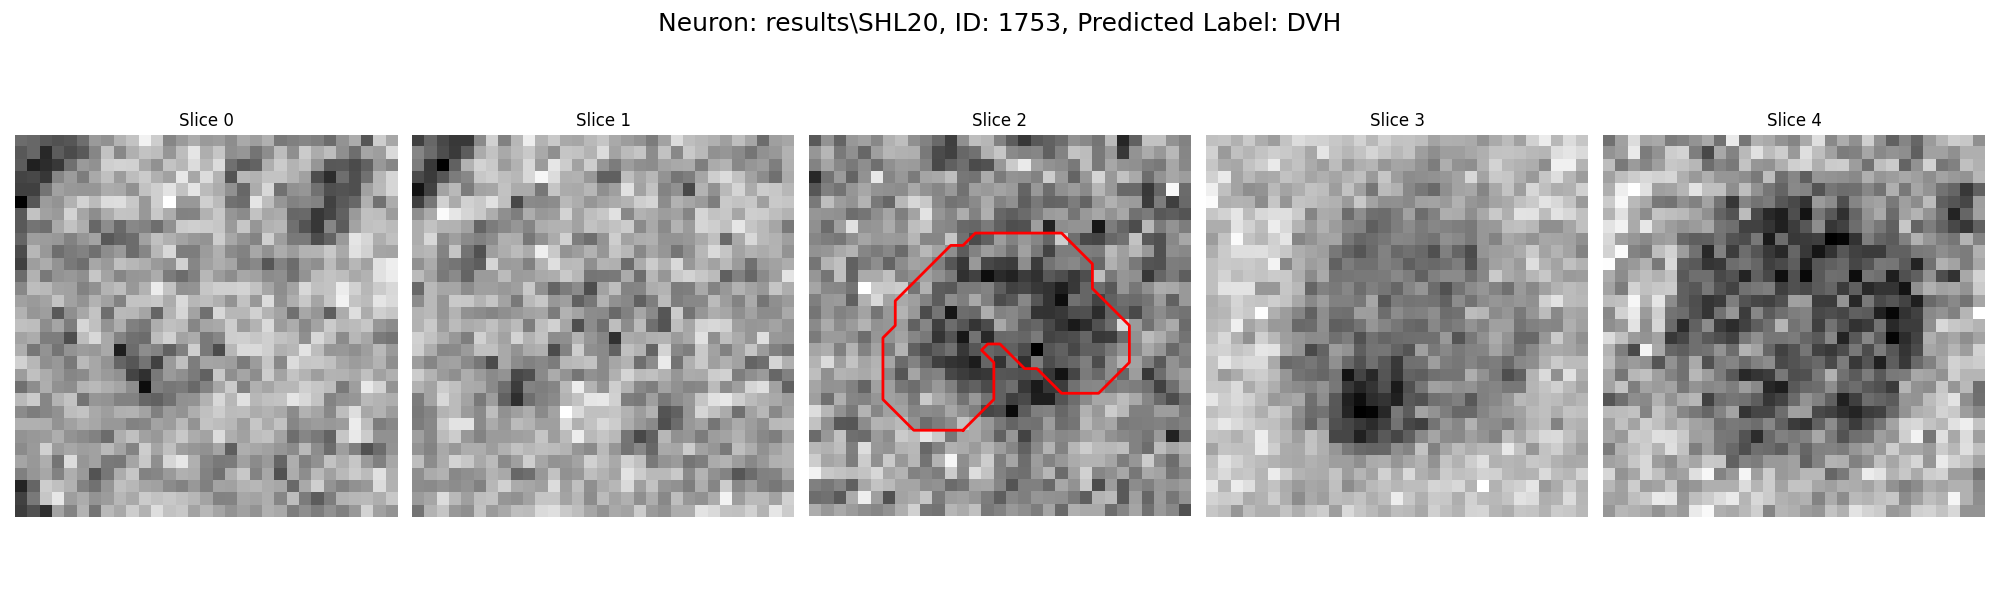 Neuron: results\SHL20, ID: 1753, Predicted Label: DVH
Slice 0
Slice 1
Slice 2
Slice 3
Slice 4